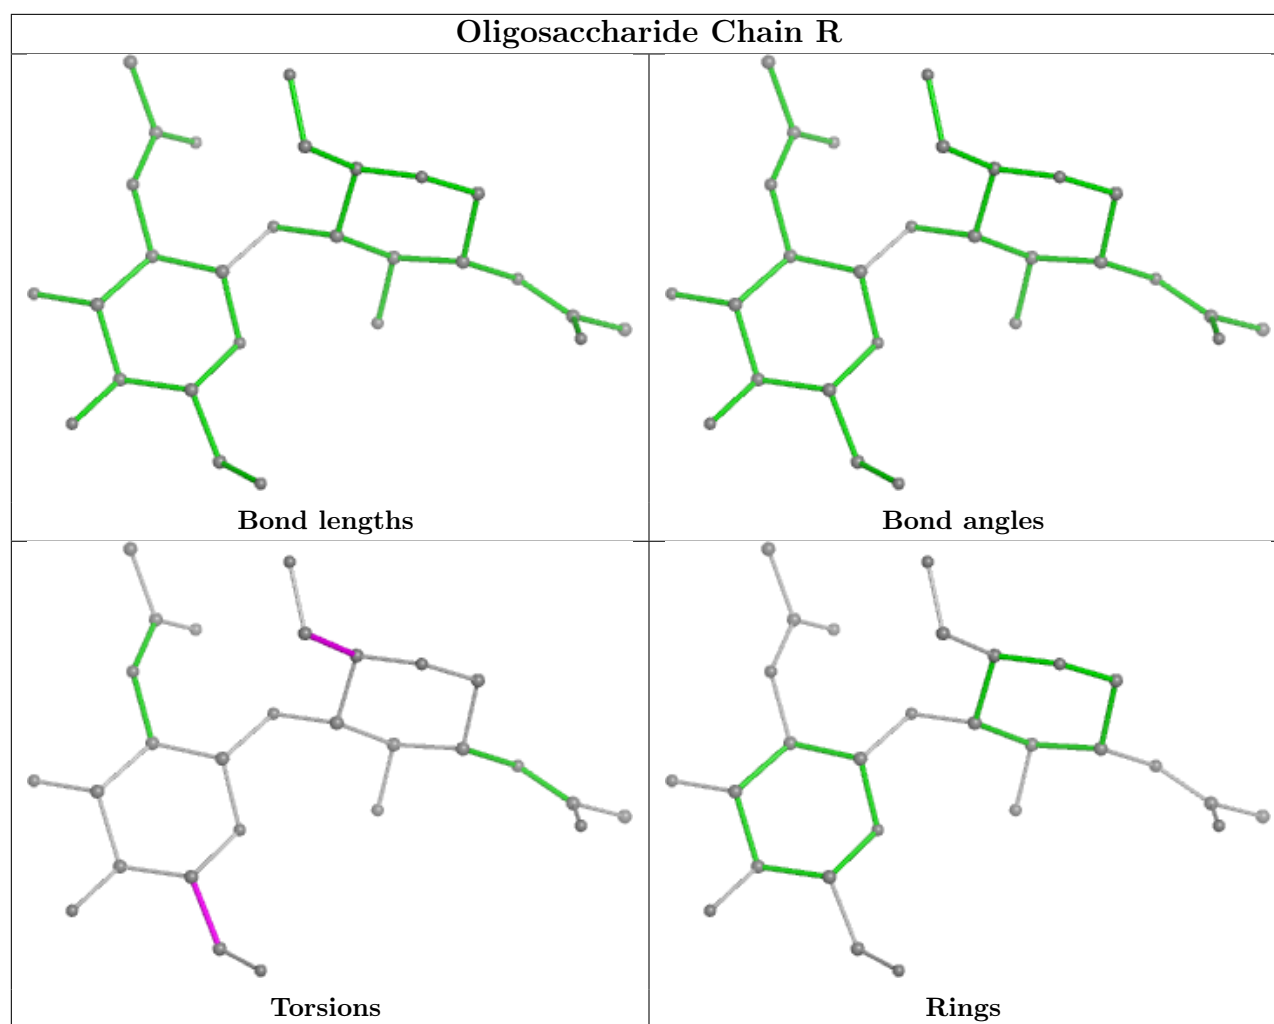 Oligosaccharide Chain R
Bond lengths
Bond angles
Torsions
Rings